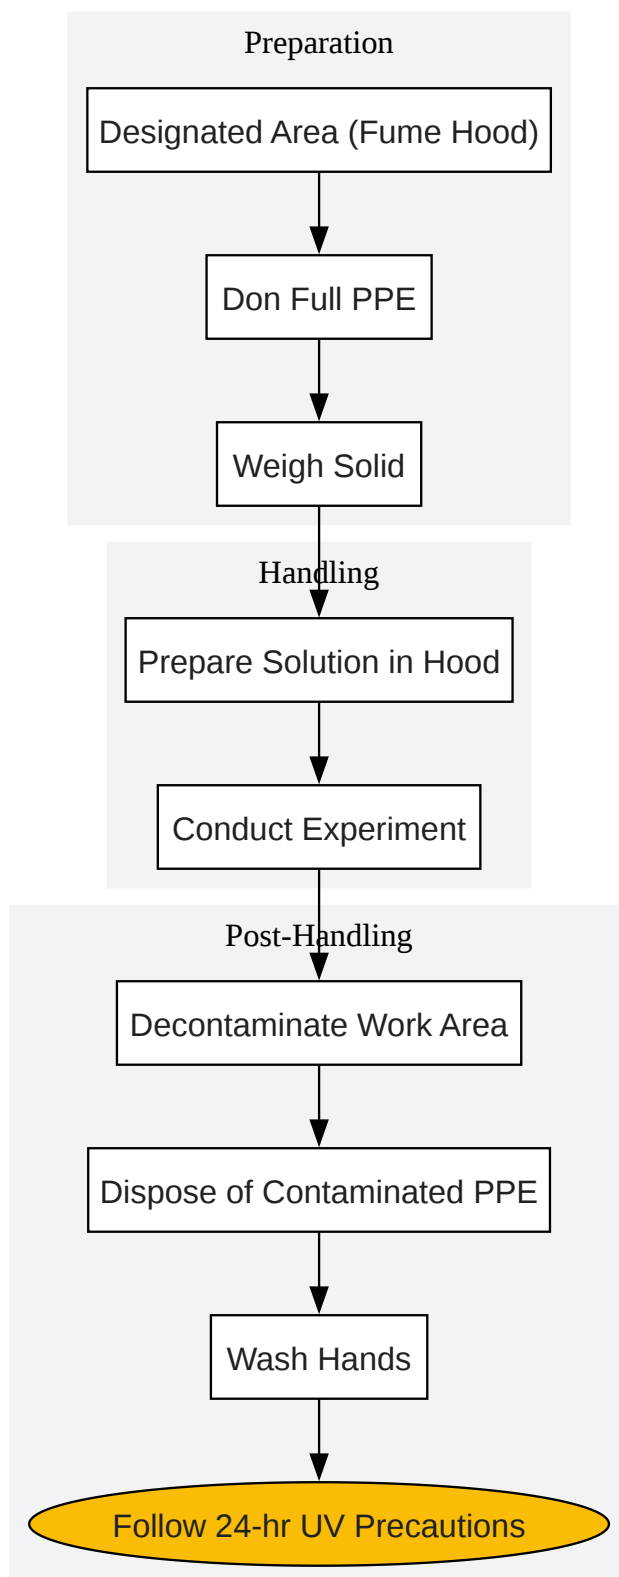 Preparation
Designated Area (Fume Hood)
Don Full PPE
Weigh Solid
Handling
Prepare Solution in Hood
Conduct Experiment
Post-Handling
Decontaminate Work Area
Dispose of Contaminated PPE
Wash Hands
Follow 24-hr UV Precautions